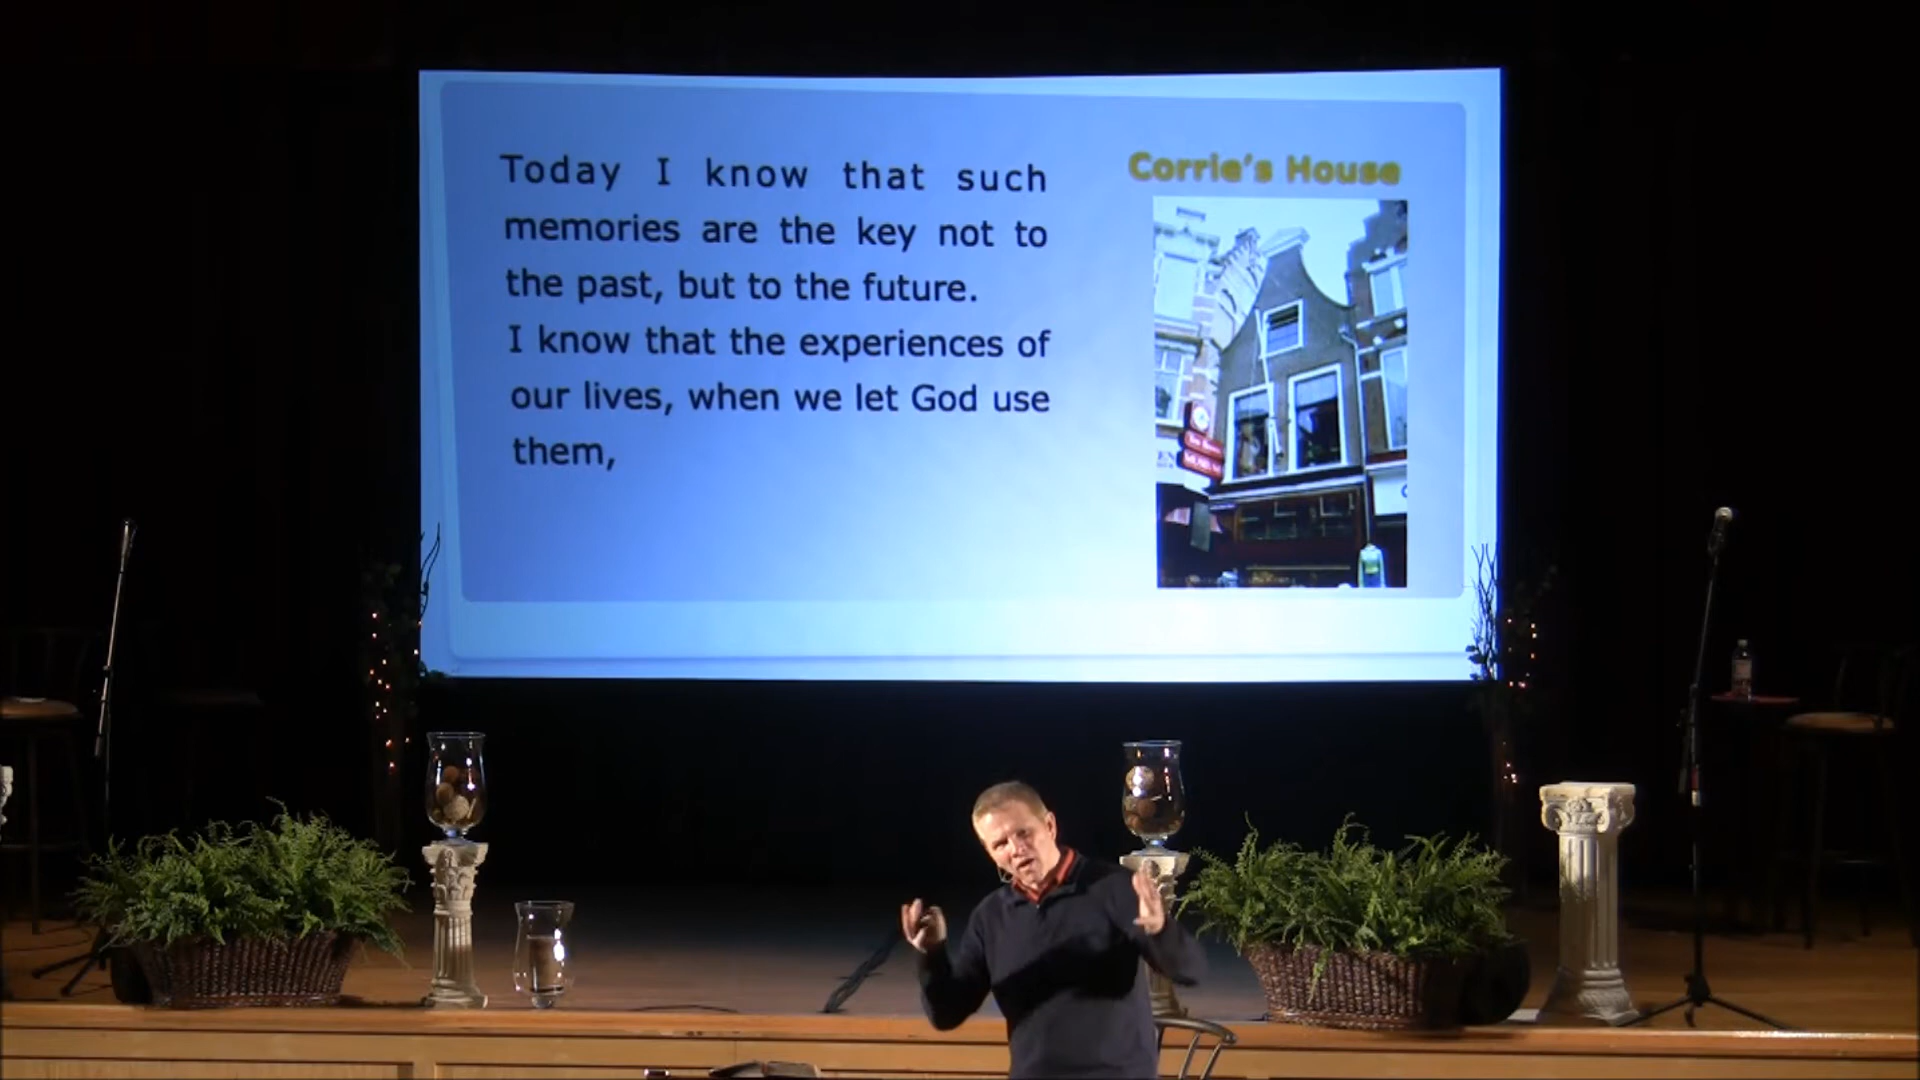 Today I know that such
memories are the key not to
the past, but to the future.
I know that the experiences of
our lives, when we let God use
them,
Corrie's House